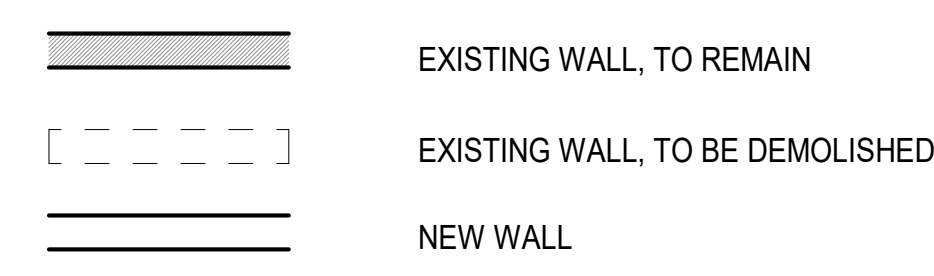 EXISTING WALL, TO REMAIN
EXISTING WALL, TO BE DEMOLISHED
NEW WALL